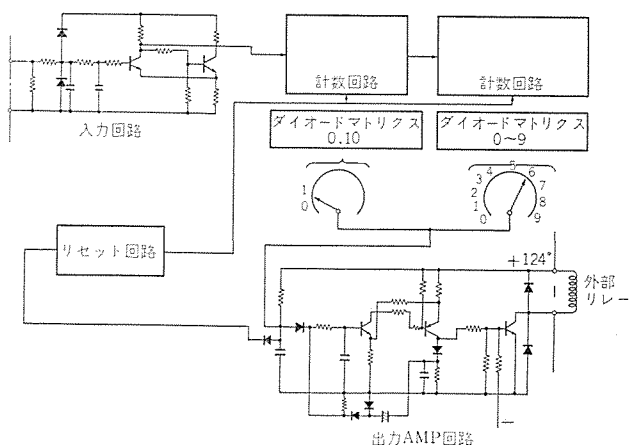 計数回路
計数回路
入力回路
ダイオードマトリクス
0.10
ダイオードマトリクス
0~9
1
0
0
1
2
3
4
5
6
7
8
9
リセット回路
+124°
外部
リレー
出力AMP回路